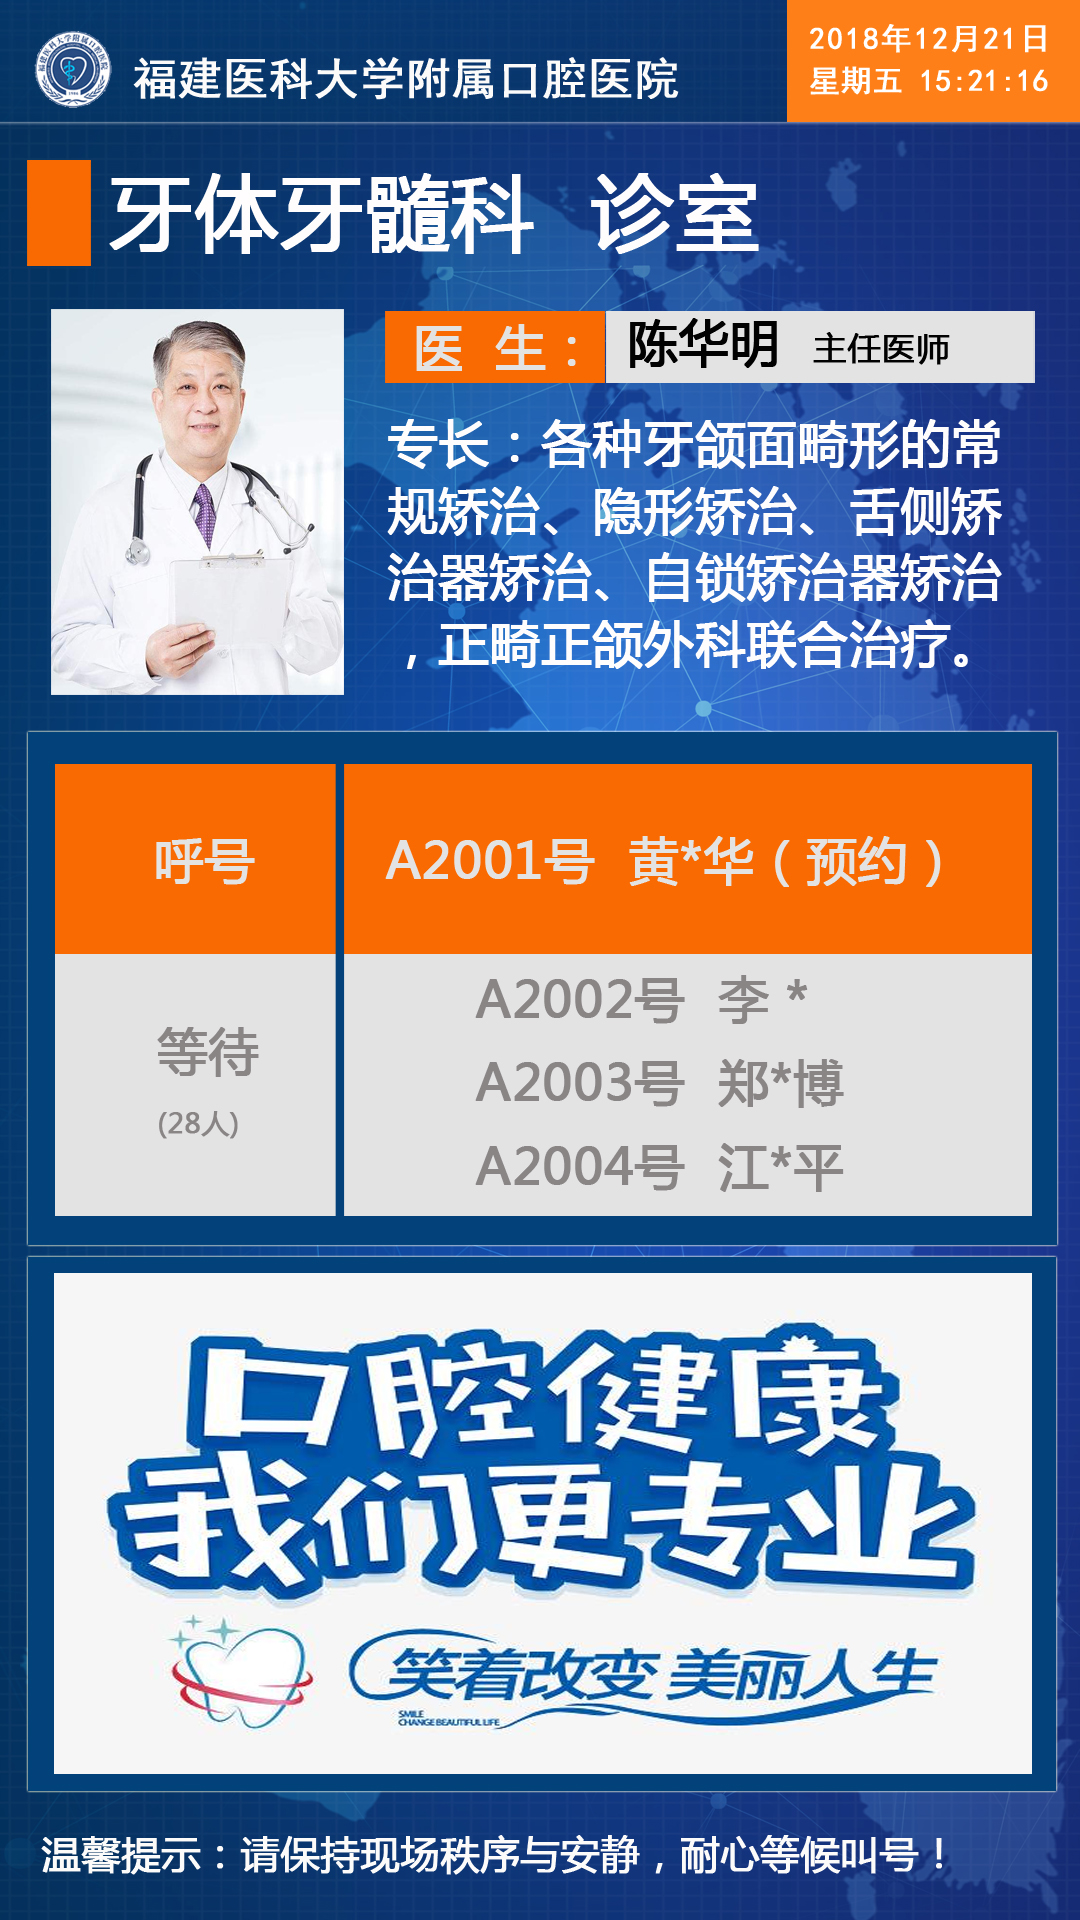 福建医科大学附属口腔医院
2018年12月21日
星期五 15:21:16
牙体牙髓科 诊室
医 生：陈华明 主任医师
专长：各种牙颌面畸形的常
规矫治、隐形矫治、舌侧矫
治器矫治、自锁矫治器矫治
，正畸正颌外科联合治疗。
呼号
A2001号 黄*华（预约）
等待
(28人)
A2002号 李 *
A2003号 郑*博
A2004号 江*平
口腔健康
我们更专业
笑着改变 美丽人生
SMILE
CHANGE BEAUTIFUL LIFE
温馨提示：请保持现场秩序与安静，耐心等候叫号！